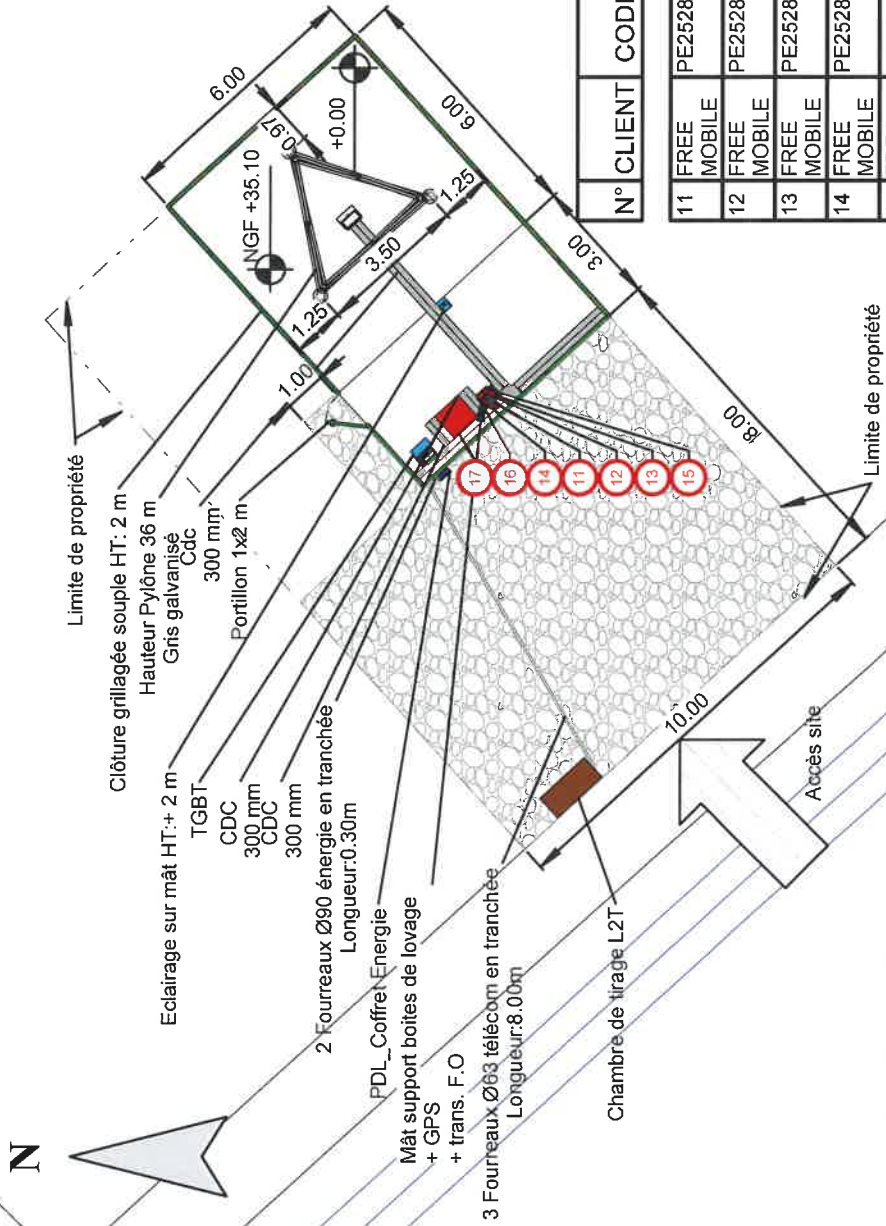 N
Limite de propriété
Clôture grillagée souple HT: 2 m
Hauteur Pylône 36 m
Gris galvanisé
Cdc
300 mm
Portillon 1x2 m
Eclairage sur mât HT:+ 2 m
TGBT
CDC
300 mm
CDC
300 mm
2 Fourreaux Ø90 énergie en tranchée
Longueur:0.30m
PDL_Coffret Energie
Mât support boites de lovage
+ GPS
+ trans. F.O
3 Fourreaux Ø63 télécom en tranchée
Longueur:8.00m
Chambre de tirage L2T
Accès site
Limite de propriété
6.00
0.97
+0.00
NGF +35.10
6.00
1.25
3.50
1.25
1.00
3.00
10.00
17
16
14
11
12
13
15
N° CLIENT
11 FREE MOBILE PE2528
12 FREE MOBILE PE2528
13 FREE MOBILE PE2528
14 FREE MOBILE PE2528